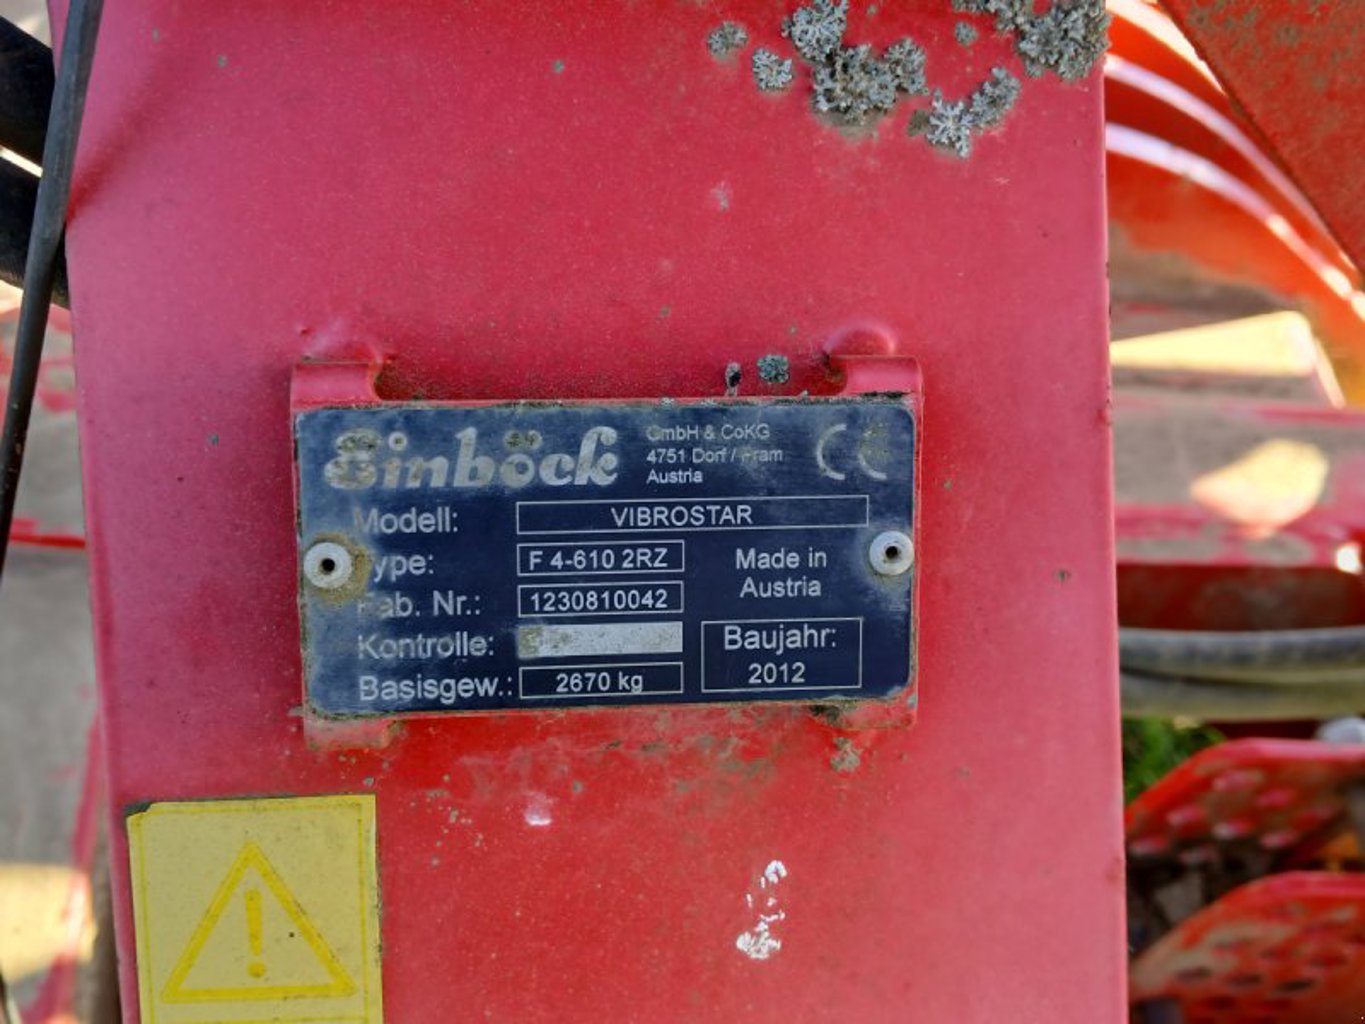 Einböck
GmbH & CoKG
4751 Dorf / Pram
Austria
CE
Modell: VIBROSTAR
Type: F 4-610 2RZ
Made in
Austria
Fab. Nr.: 1230810042
Kontrolle:
Baujahr:
2012
Basisgew.: 2670 kg